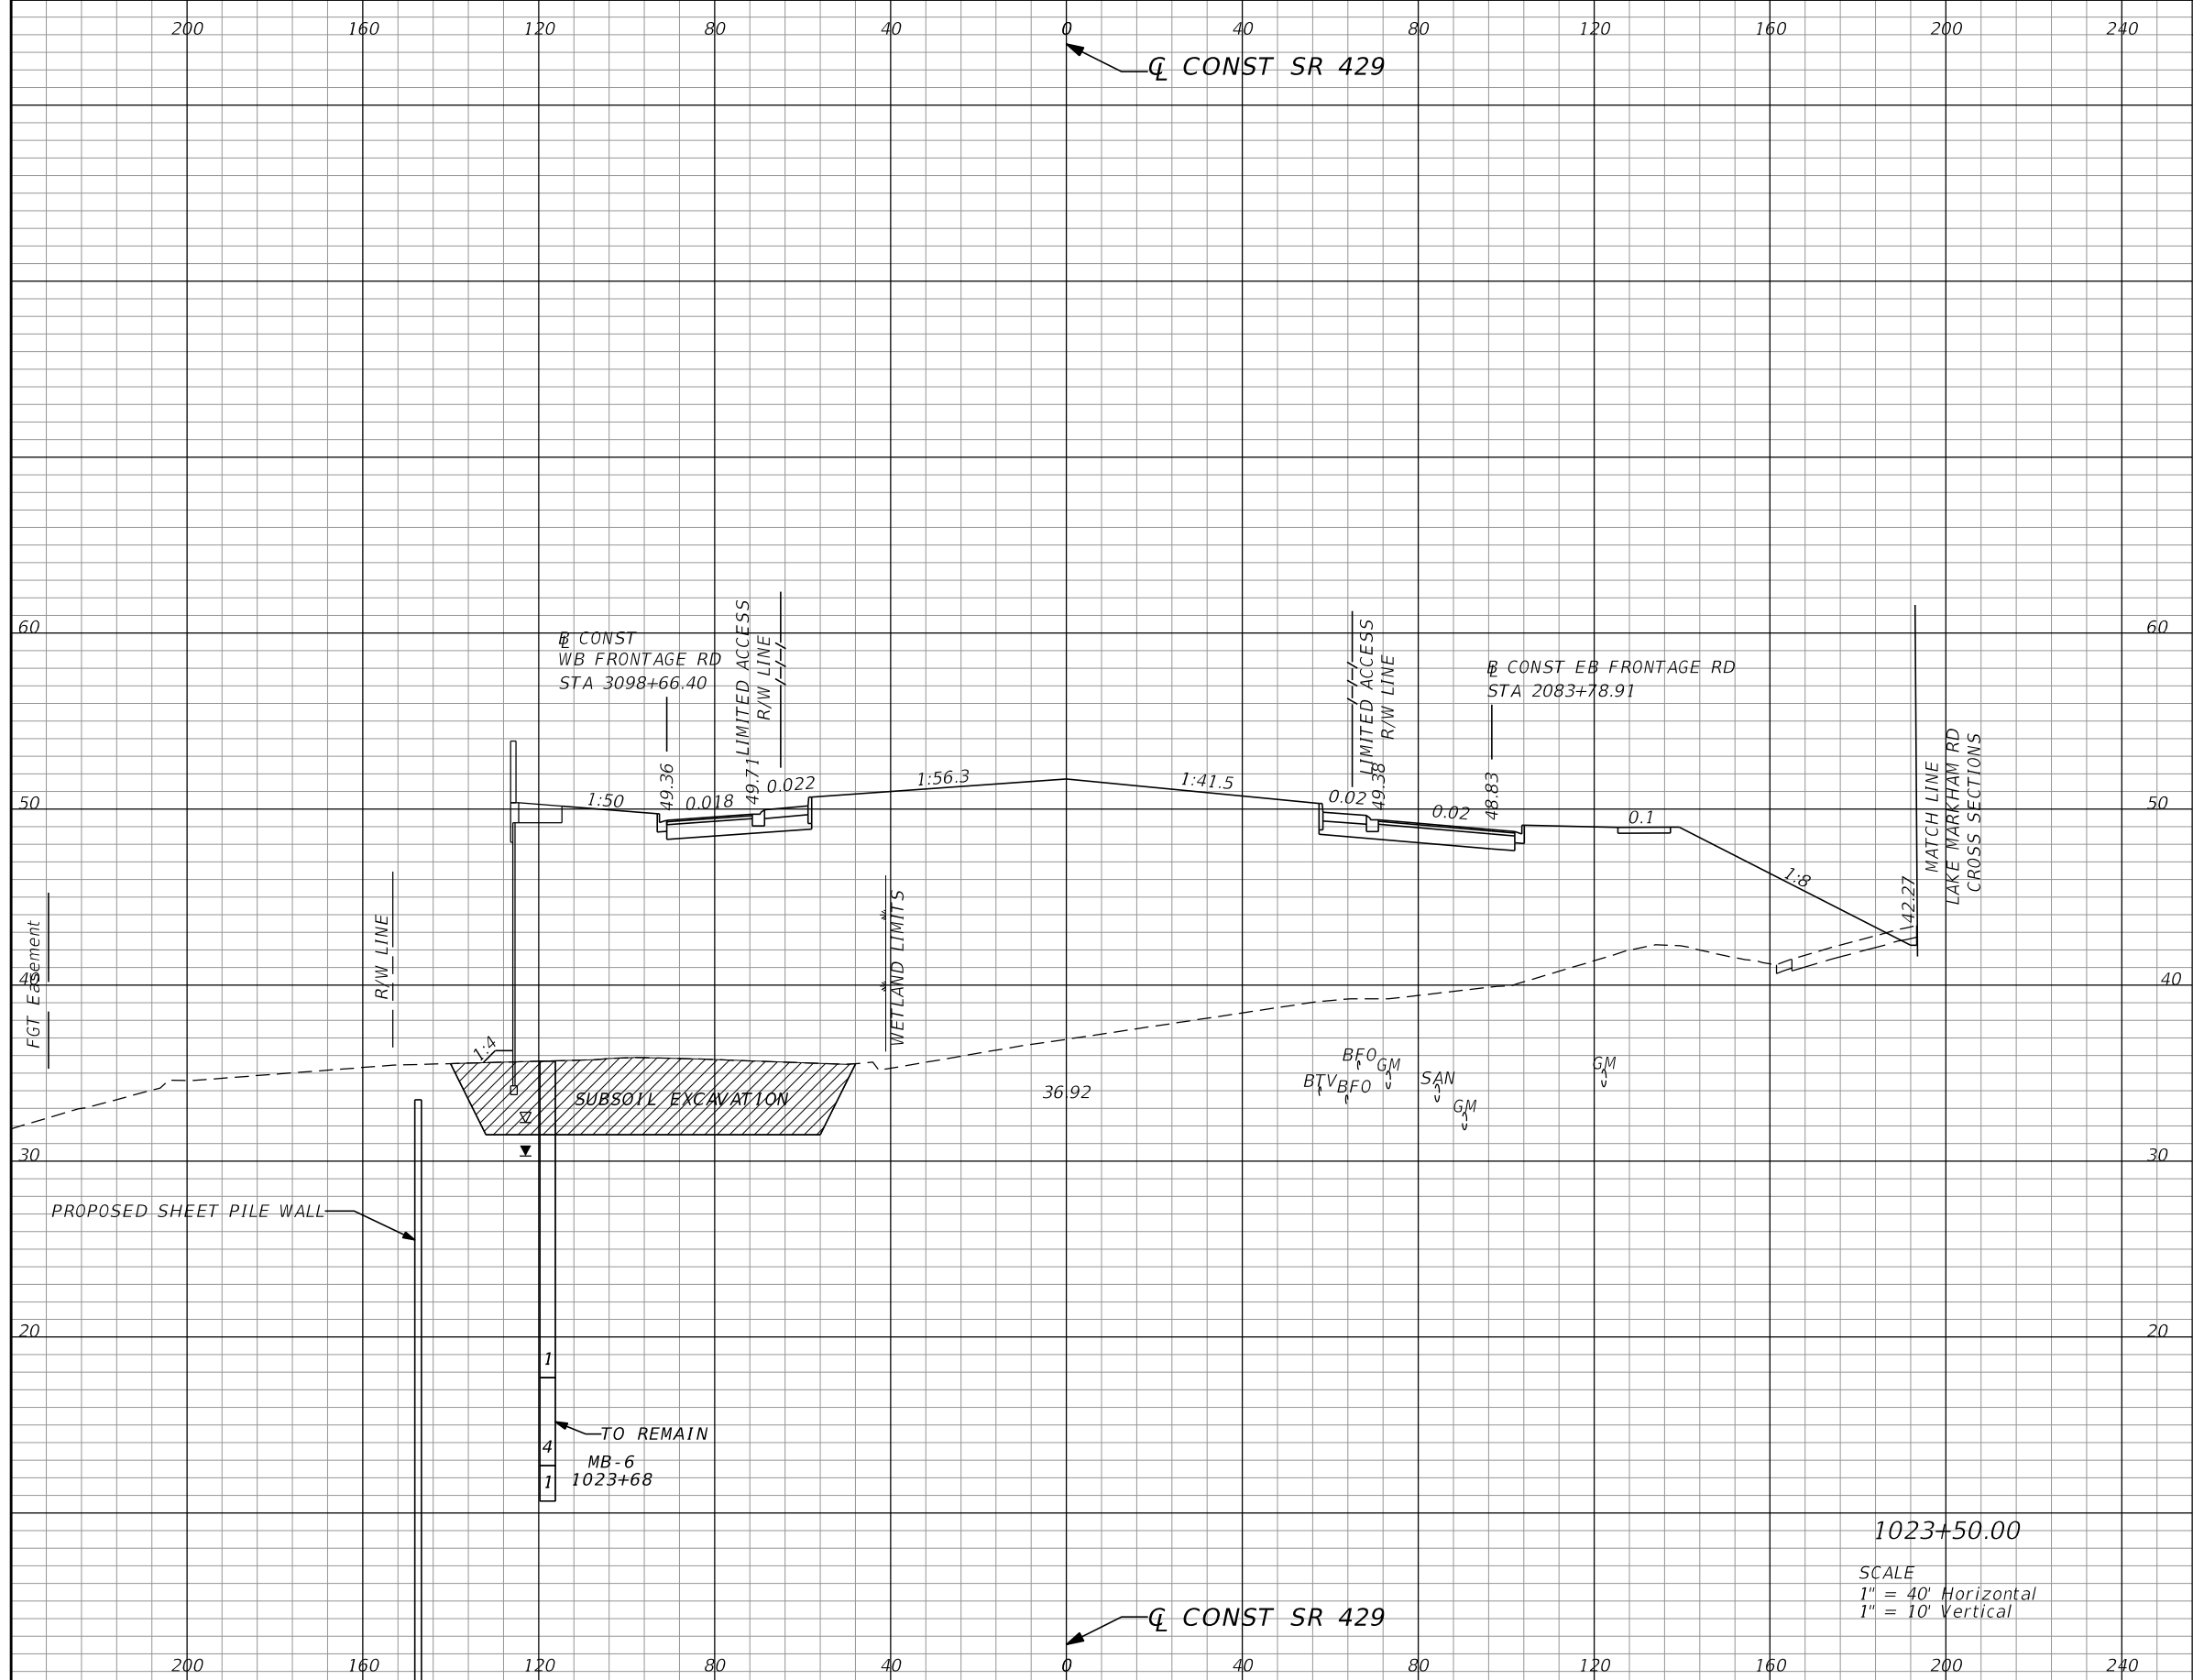 200 160 120 80 40 0 40 80 120 160 200 240
℄ CONST SR 429
60 60
LIMITED ACCESS
R/W LINE
LIMITED ACCESS
R/W LINE
B CONST
WB FRONTAGE RD
STA 3098+66.40
B CONST EB FRONTAGE RD
STA 2083+78.91
MATCH LINE
LAKE MARKHAM RD
CROSS SECTIONS
50 50
1:50
49.36
0.018
49.71
0.022
1:56.3
1:41.5
0.02
49.38
0.02
48.83
0.1
1:8
42.27
FGT Easement
R/W LINE
WETLAND LIMITS
40 40
1:4
SUBSOIL EXCAVATION
36.92
BFO
GM
BTV
BFO
SAN
GM
GM
30 30
PROPOSED SHEET PILE WALL
20 20
1
TO REMAIN
4
MB-6
1023+68
1
1023+50.00
SCALE
1" = 40' Horizontal
1" = 10' Vertical
℄ CONST SR 429
200 160 120 80 40 0 40 80 120 160 200 240